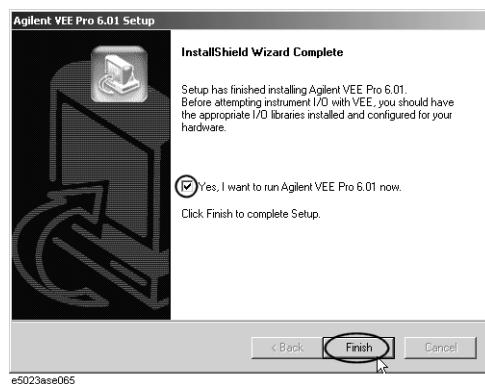 Agilent VEE Pro 6.01 Setup
InstallShield Wizard Complete
Setup has finished installing Agilent VEE Pro 6.01.
Before attempting instrument I/O with VEE, you should have
the appropriate I/O libraries installed and configured for your
hardware.
Yes, I want to run Agilent VEE Pro 6.01 now.
Click Finish to complete Setup.
< Back
Finish
Cancel
e5023ase065